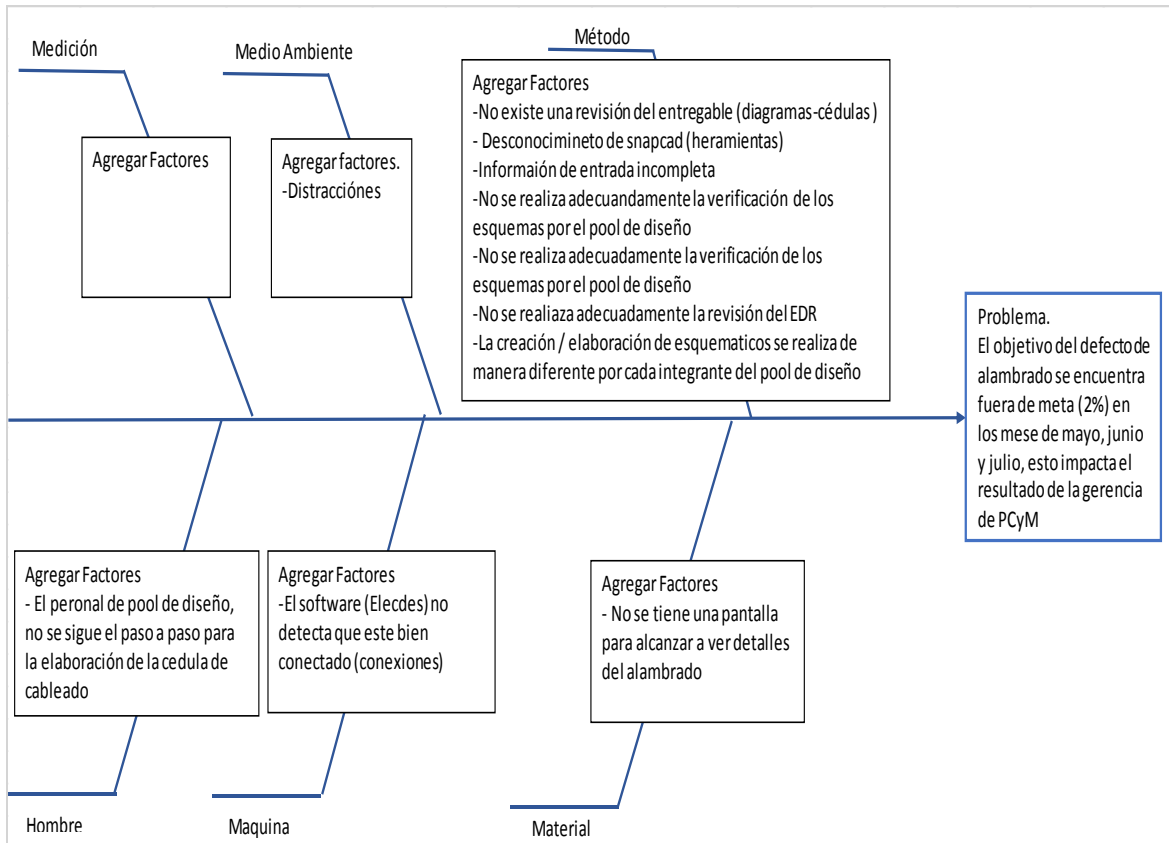 Medición
Medio Ambiente
Método
Agregar Factores
Agregar factores.
-Distracciónes
Agregar Factores
-No existe una revisión del entregable (diagramas-cédulas )
- Desconocimineto de snapcad (heramientas)
-Informaión de entrada incompleta
-No se realiza adecuandamente la verificación de los
esquemas por el pool de diseño
-No se realiza adecuadamente la verificación de los
esquemas por el pool de diseño
-No se realiaza adecuadamente la revisión del EDR
-La creación / elaboración de esquematicos se realiza de
manera diferente por cada integrante del pool de diseño
Problema.
El objetivo del defecto de
alambrado se encuentra
fuera de meta (2%) en
los mese de mayo, junio
y julio, esto impacta el
resultado de la gerencia
de PCyM
Agregar Factores
- El peronal de pool de diseño,
no se sigue el paso a paso para
la elaboración de la cedula de
cableado
Agregar Factores
-El software (Elecdes) no
detecta que este bien
conectado (conexiones)
Agregar Factores
- No se tiene una pantalla
para alcanzar a ver detalles
del alambrado
Hombre
Maquina
Material